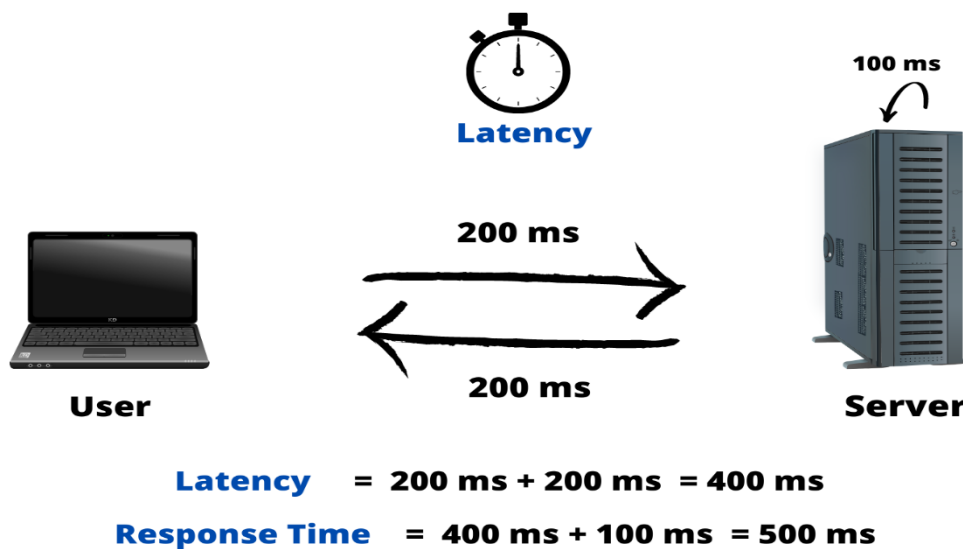 100 ms
Latency
200 ms
200 ms
User
Server
Latency = 200 ms + 200 ms = 400 ms
Response Time = 400 ms + 100 ms = 500 ms